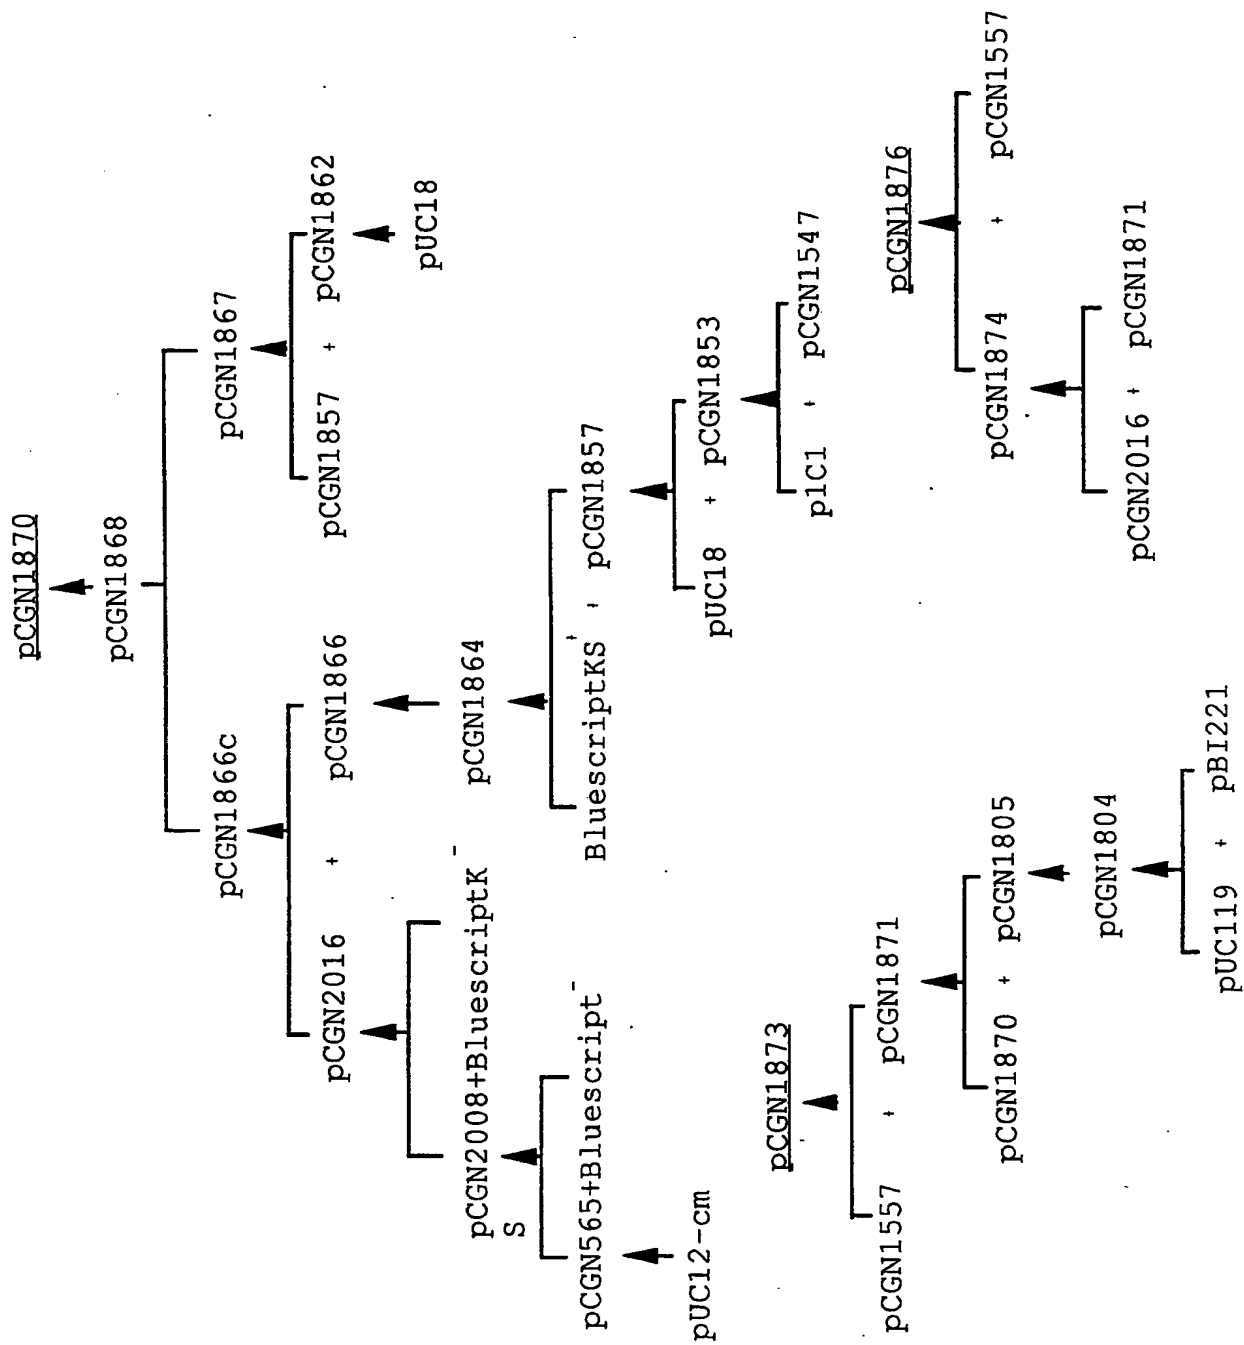 pCGN1870
pCGN1868
pCGN1866c pCGN1867
pCGN2016 + pCGN1866 pCGN1857 + pCGN1862
pCGN2008+BluescriptK⁻ pCGN1864 pUC18
S
pCGN565+Bluescript⁻ BluescriptKS⁺ + pCGN1857
pUC12-cm pUC18 + pCGN1853
p1C1 + pCGN1547
pCGN1873
pCGN1557 + pCGN1871
pCGN1870 + pCGN1805
pCGN1804
pUC119 + pBI221
pCGN1876
pCGN1874 + pCGN1557
pCGN2016 + pCGN1871